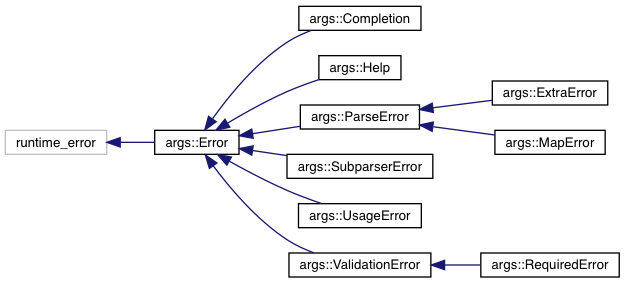 args::Completion
args::Help
args::ExtraError
args::ParseError
runtime_error
args::Error
args::MapError
args::SubparserError
args::UsageError
args::ValidationError
args::RequiredError